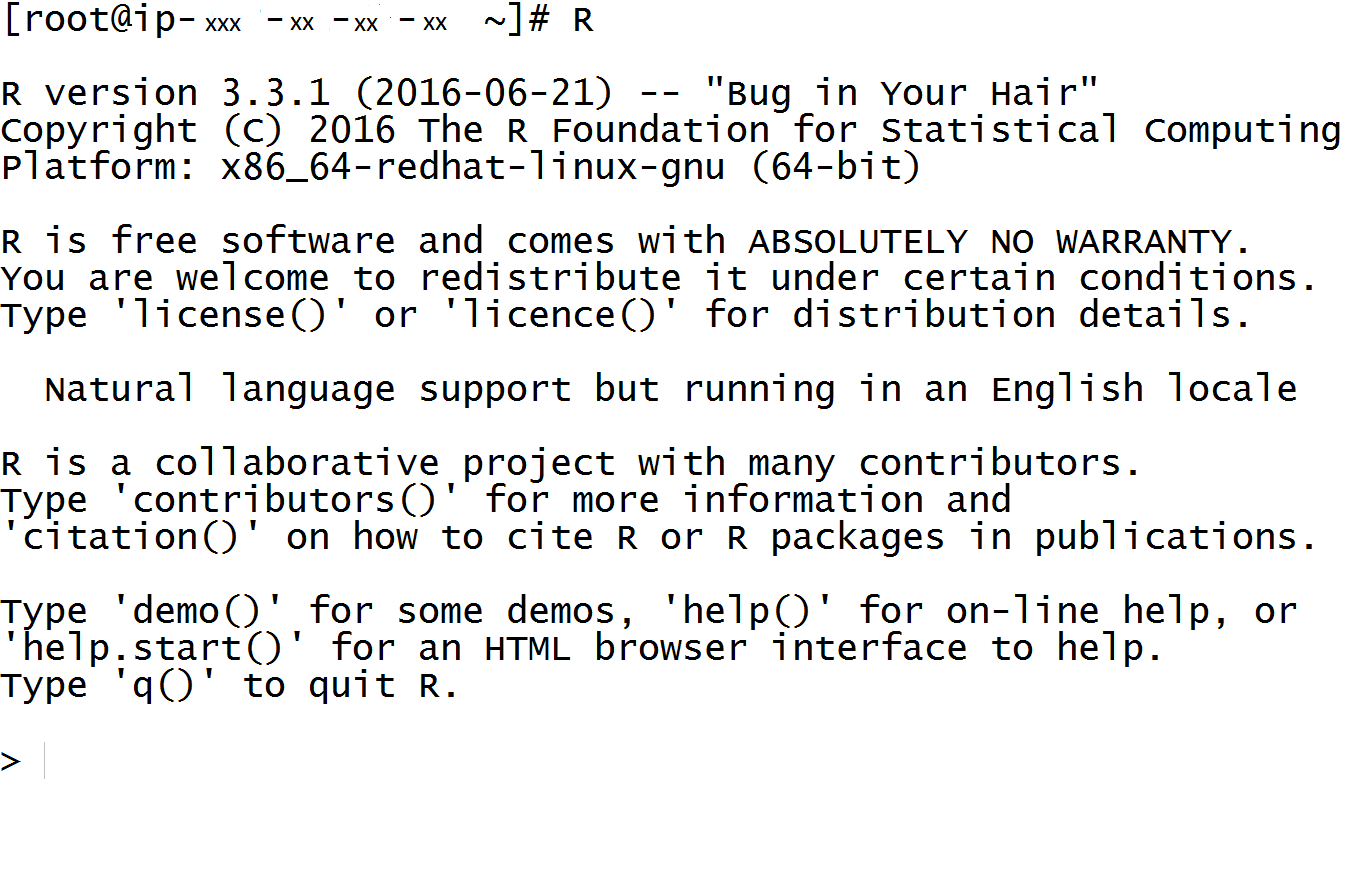 [root@ip-xxx -xx -xx -xx ~]# R
R version 3.3.1 (2016-06-21) -- "Bug in Your Hair"
Copyright (C) 2016 The R Foundation for Statistical Computing
Platform: x86_64-redhat-linux-gnu (64-bit)
R is free software and comes with ABSOLUTELY NO WARRANTY.
You are welcome to redistribute it under certain conditions.
Type 'license()' or 'licence()' for distribution details.
Natural language support but running in an English locale
R is a collaborative project with many contributors.
Type 'contributors()' for more information and
'citation()' on how to cite R or R packages in publications.
Type 'demo()' for some demos, 'help()' for on-line help, or
'help.start()' for an HTML browser interface to help.
Type 'q()' to quit R.
>